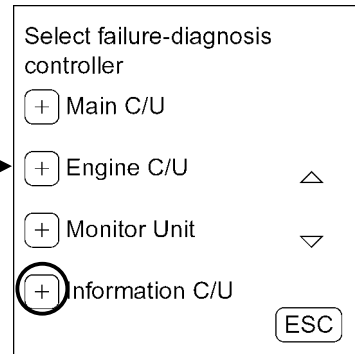 Select failure-diagnosis
controller
+ Main C/U
+ Engine C/U
+ Monitor Unit
+ Information C/U
ESC